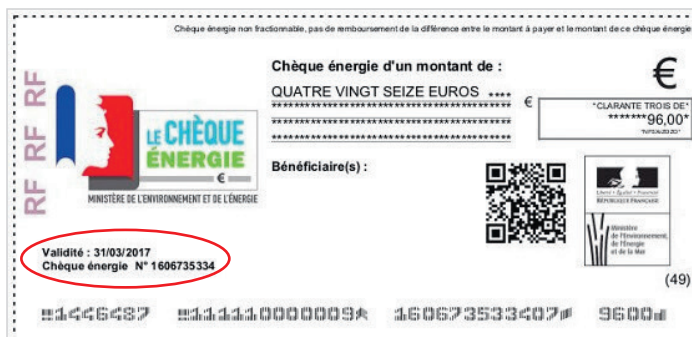 Chèque énergie non fractionnable, pas de remboursement de la différence entre le montant à payer et le montant de ce chèque énergie
RF RF RF
Chèque énergie d'un montant de :
QUATRE VINGT SEIZE EUROS ****
****************************************
****************************************
****************************************
€
€
"CLARANTE TROIS DE"
*******96,00*
LE CHÈQUE
ÉNERGIE
€
MINISTÈRE DE L'ENVIRONNEMENT ET DE L'ÉNERGIE
Bénéficiaire(s) :
Liberté • Égalité • Fraternité
RÉPUBLIQUE FRANÇAISE
Ministère
de l'Environnement,
de l'Énergie
et de la Mer
Validité : 31/03/2017
Chèque énergie N° 1606735334
(49)
1446487 111110000009 160673533407 9600